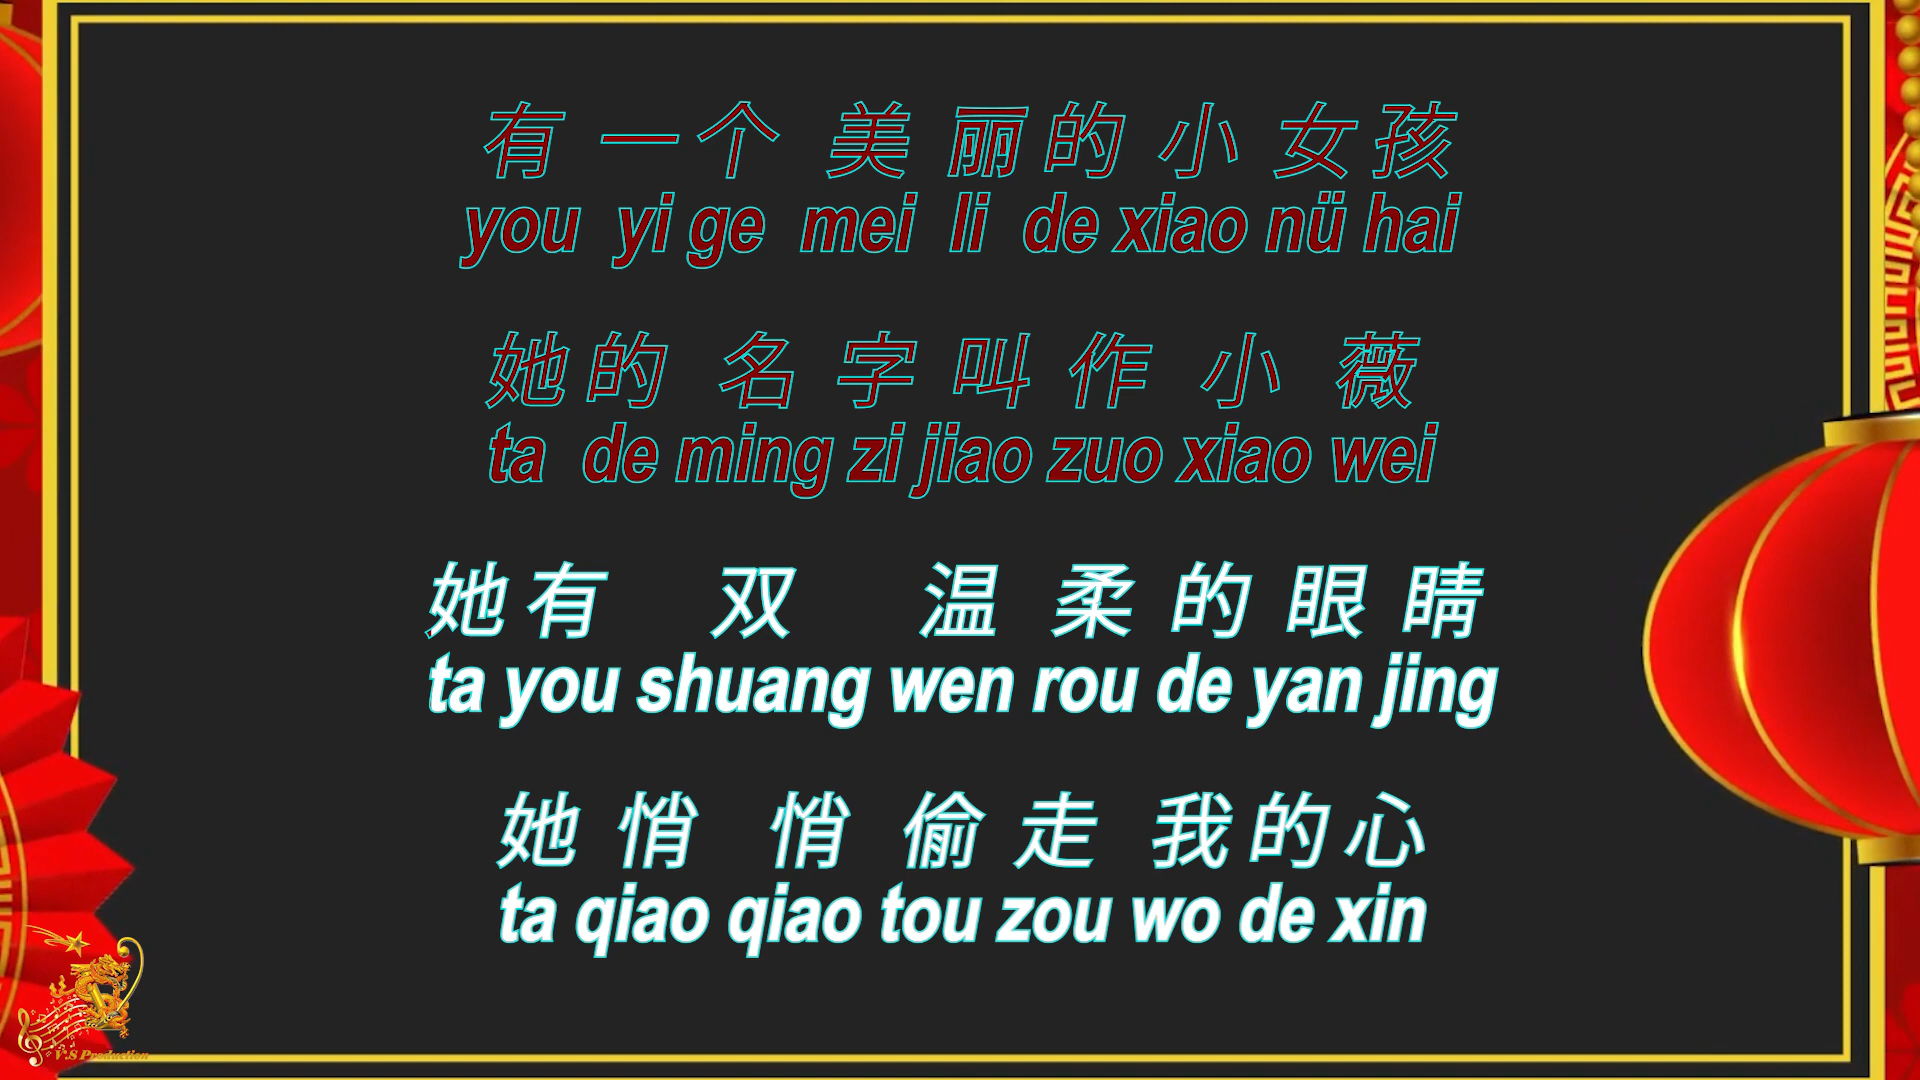 有一个美丽的小女孩
you yi ge mei li de xiao nü hai
她的名字叫作小薇
ta de ming zi jiao zuo xiao wei
她有双温柔的眼睛
ta you shuang wen rou de yan jing
她悄悄偷走我的心
ta qiao qiao tou zou wo de xin
V.S Production